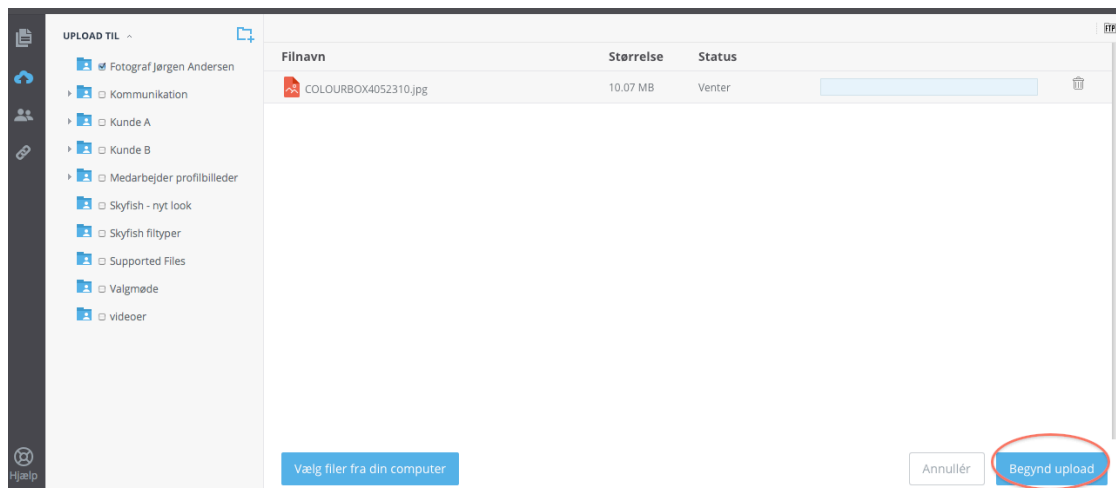 UPLOAD TIL
Fotograf Jørgen Andersen
Kommunikation
Kunde A
Kunde B
Medarbejder profilbilleder
Skyfish - nyt look
Skyfish filtyper
Supported Files
Valgmøde
videoer
Hjælp
FTP
Filnavn Størrelse Status
COLOURBOX4052310.jpg 10.07 MB Venter
Vælg filer fra din computer Annullér Begynd upload